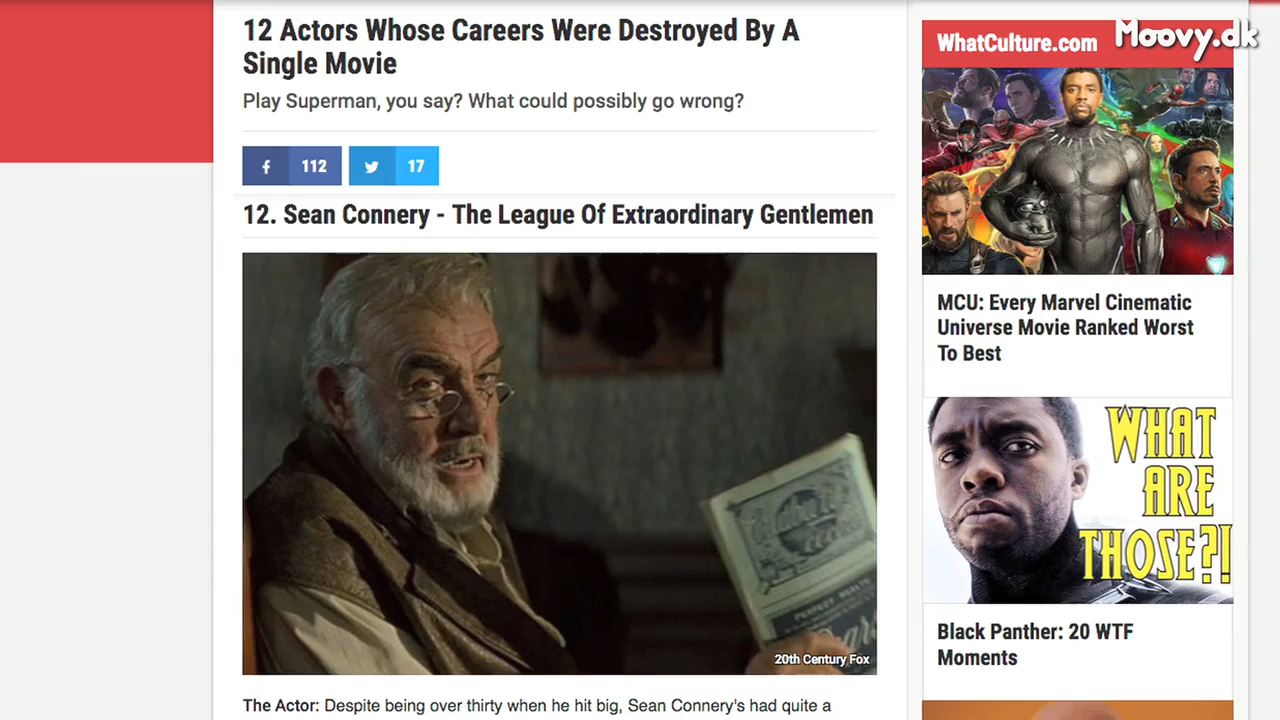 12 Actors Whose Careers Were Destroyed By A
Single Movie
Play Superman, you say? What could possibly go wrong?
112
17
12. Sean Connery - The League Of Extraordinary Gentlemen
PERFECT HEALTH
20th Century Fox
The Actor: Despite being over thirty when he hit big, Sean Connery's had quite a
WhatCulture.com
Moovy.dk
MCU: Every Marvel Cinematic
Universe Movie Ranked Worst
To Best
WHAT
ARE
THOSE?!
Black Panther: 20 WTF
Moments